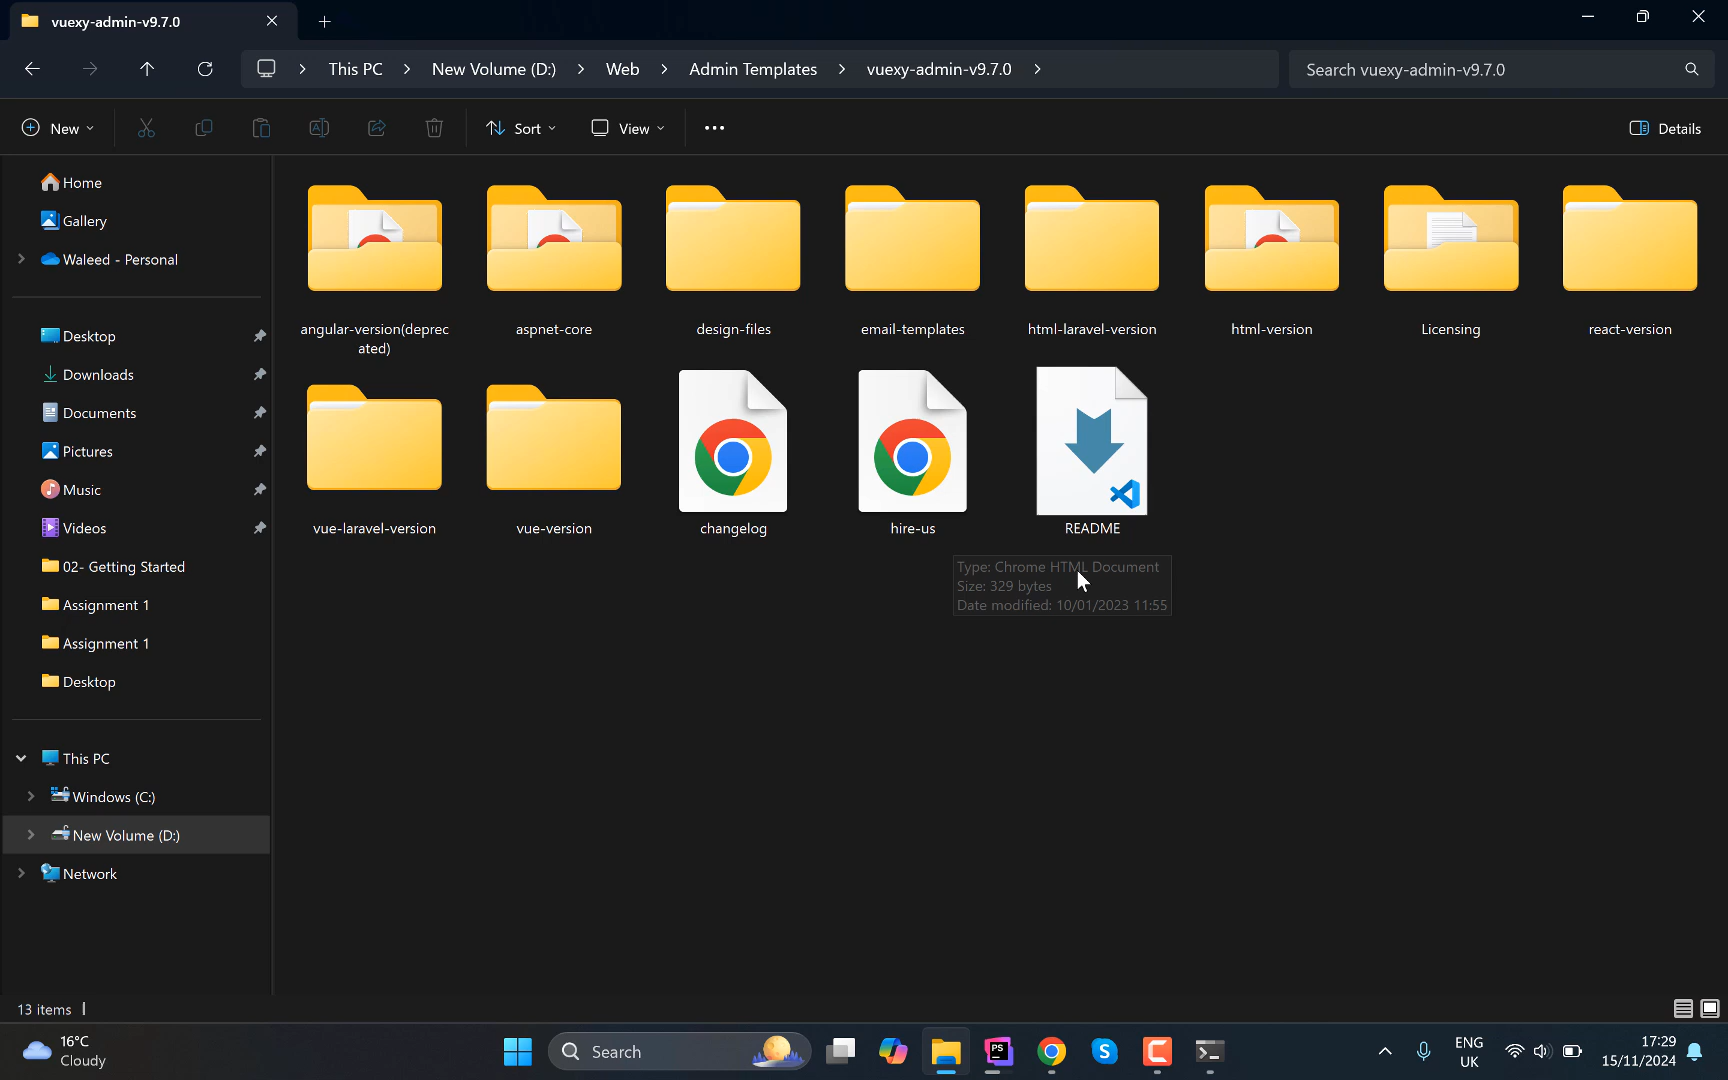 vuexy-admin-v9.7.0
This PC > New Volume (D:) > Web > Admin Templates > vuexy-admin-v9.7.0 >
Search vuexy-admin-v9.7.0
New
Sort
View
Details
Home
Gallery
Waleed - Personal
Desktop
Downloads
Documents
Pictures
Music
Videos
02- Getting Started
Assignment 1
Assignment 1
Desktop
This PC
Windows (C:)
New Volume (D:)
Network
angular-version(deprec
ated)
aspnet-core
design-files
email-templates
html-laravel-version
html-version
Licensing
react-version
vue-laravel-version
vue-version
changelog
hire-us
README
Type: Chrome HTML Document
Size: 329 bytes
Date modified: 10/01/2023 11:55
13 items
16°C
Cloudy
Search
PS
S
ENG
UK
17:29
15/11/2024